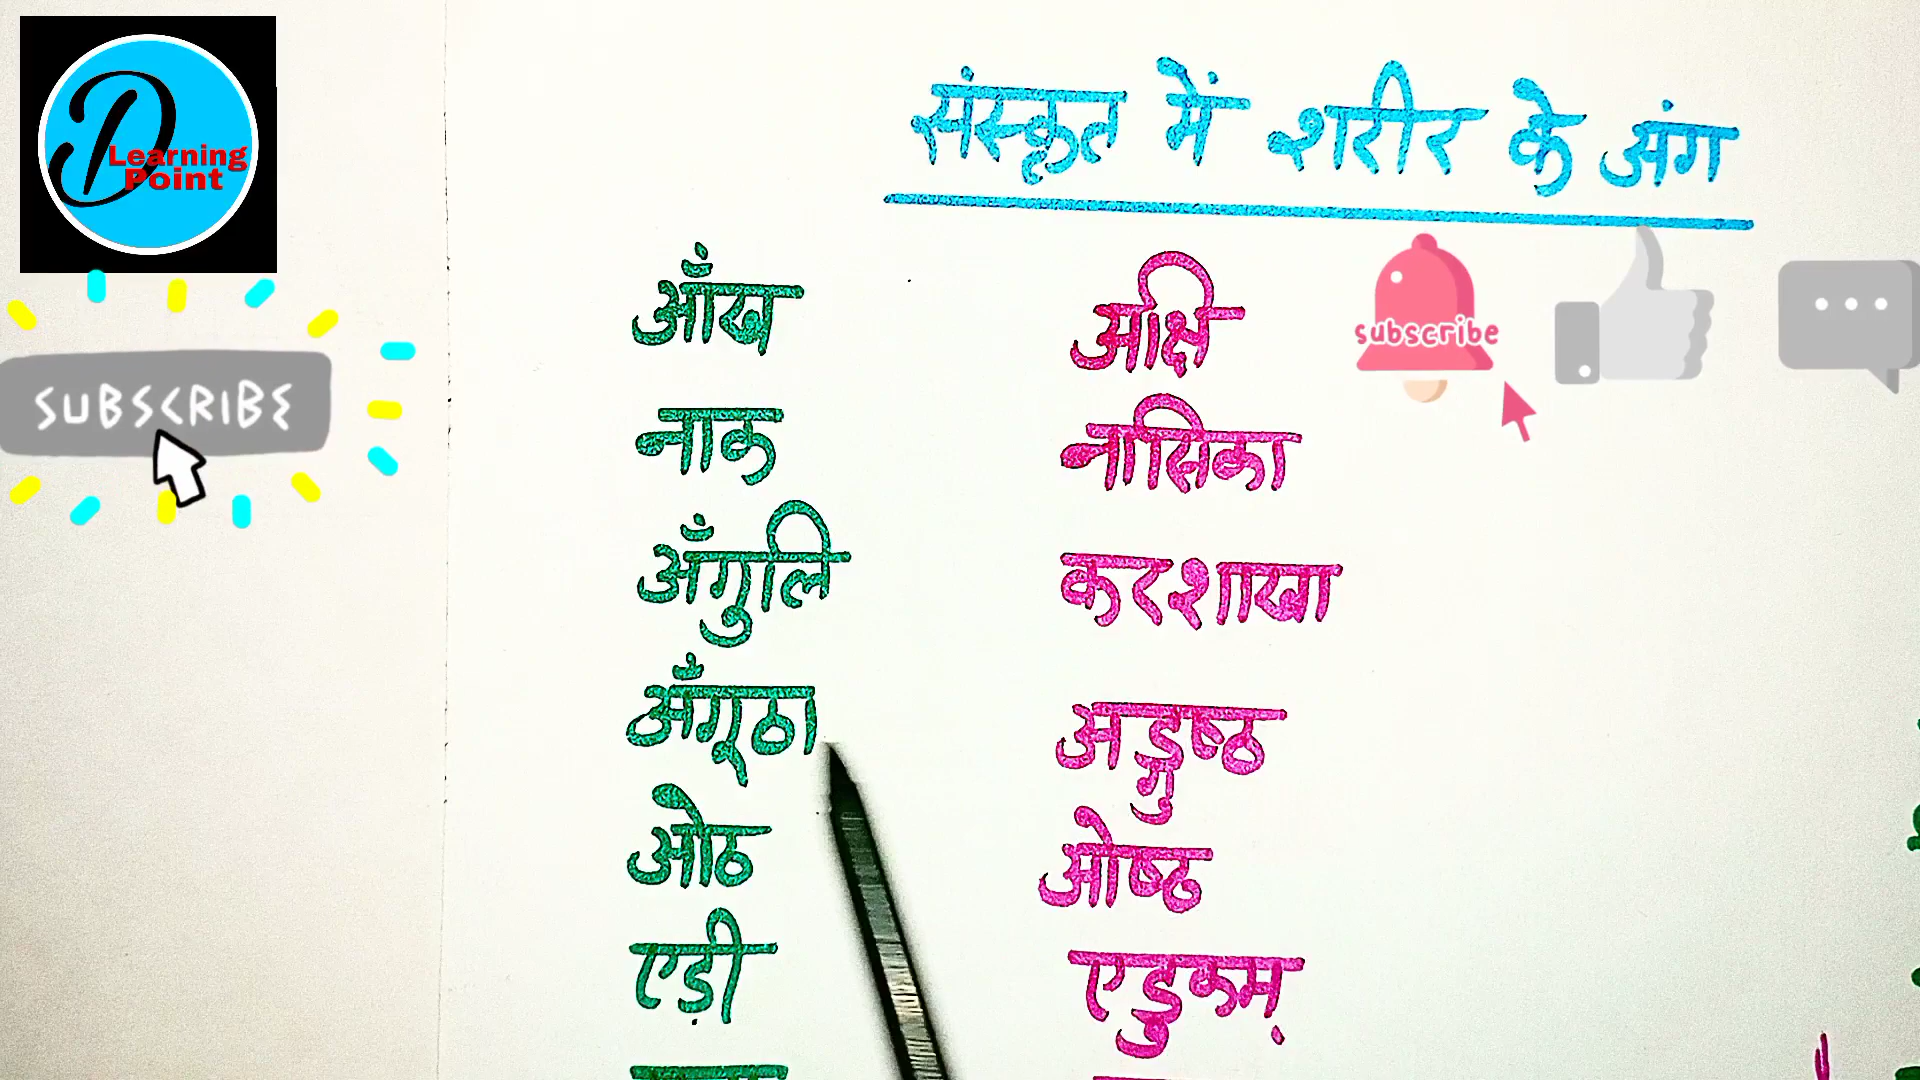 D Learning
Point
संस्कृत में शरीर के अंग
SUBSCRIBE
subscribe
आँख अक्षि
नाक नासिका
अँगुलि करशाखा
अँगूठा अङ्गुष्ठ
ओठ ओष्ठ
एड़ी एडुकम्